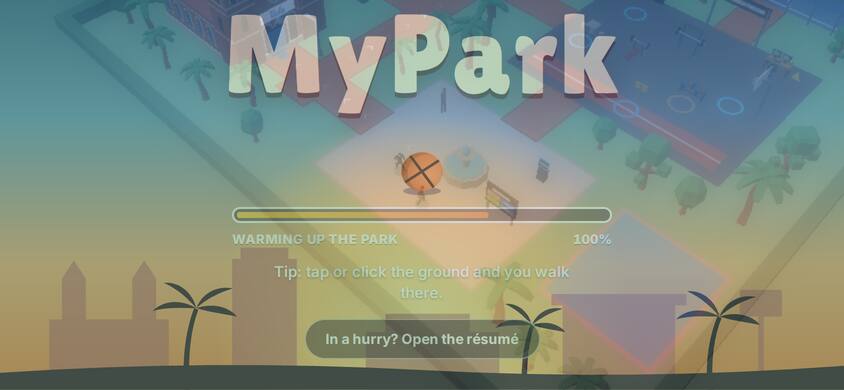 MyPark
WARMING UP THE PARK 100%
Tip: tap or click the ground and you walk
there.
In a hurry? Open the résumé